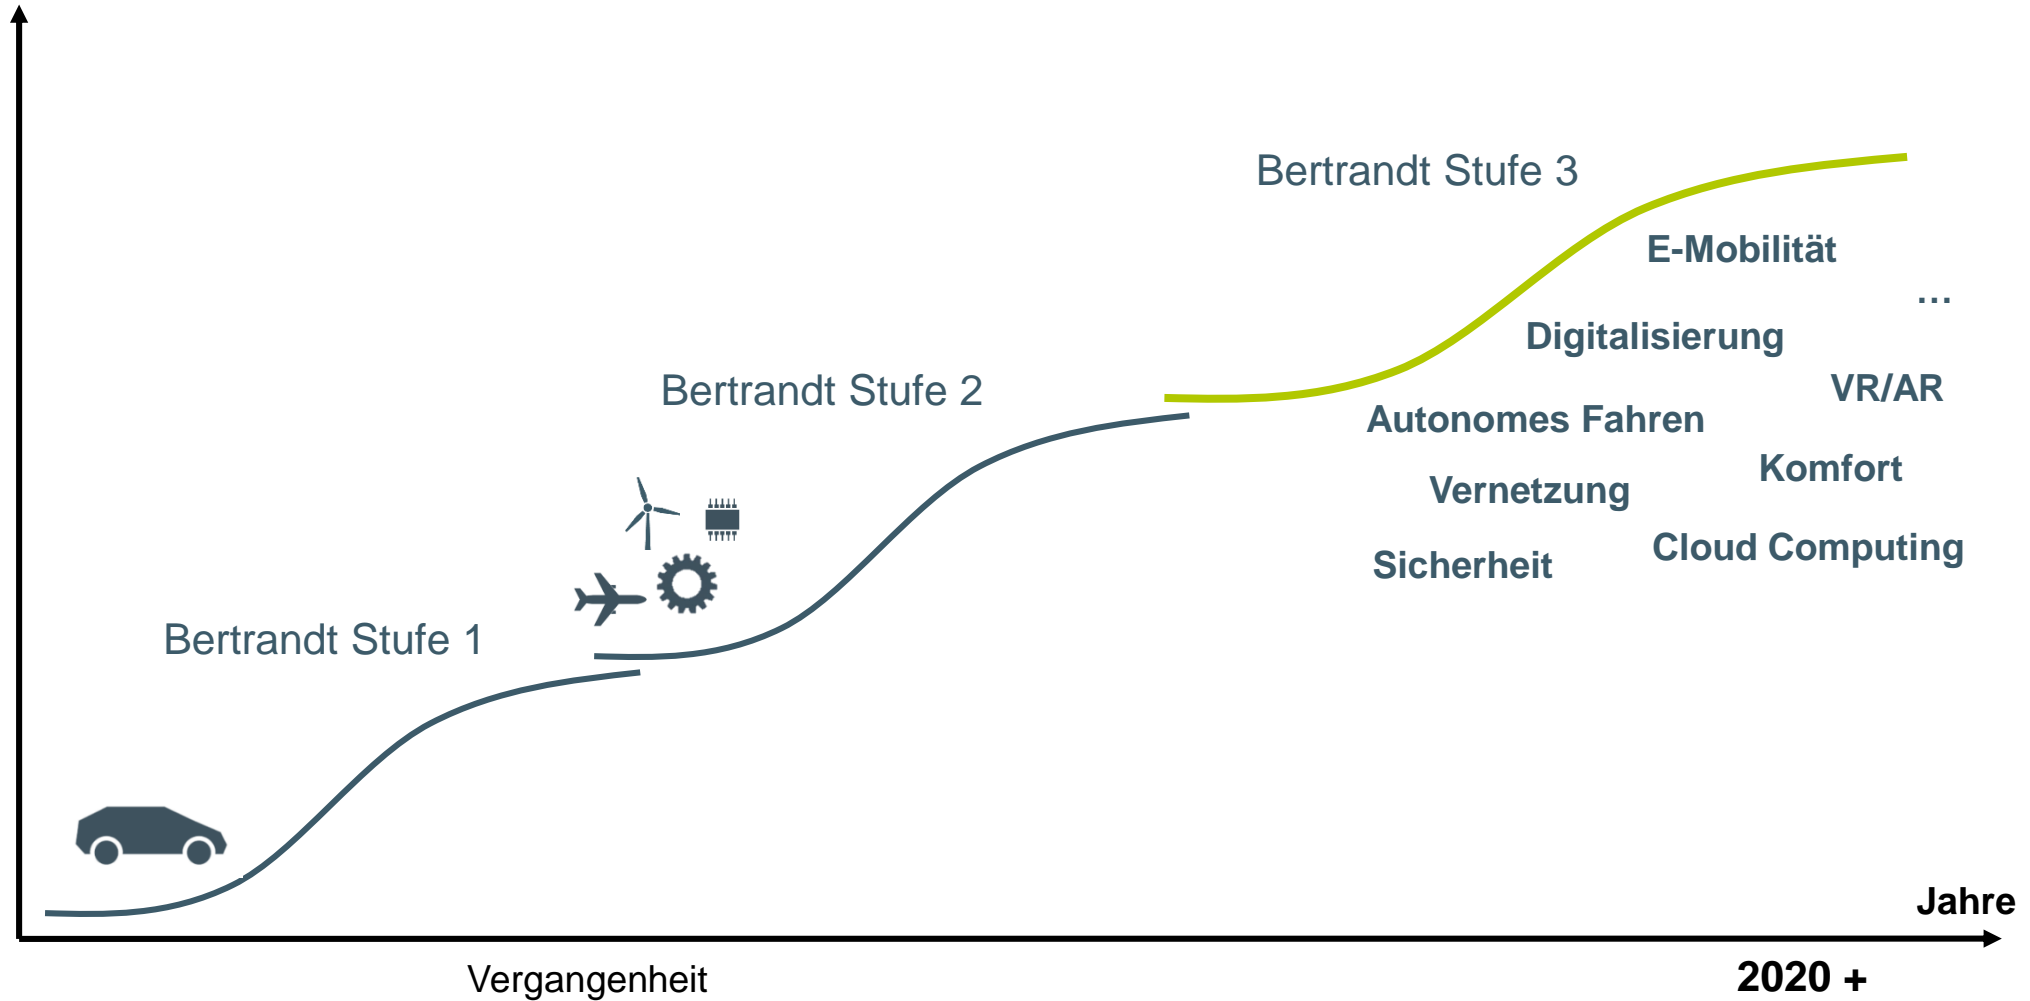 Bertrandt Stufe 3
E-Mobilität
…
Digitalisierung
Bertrandt Stufe 2
VR/AR
Autonomes Fahren
Komfort
Vernetzung
Cloud Computing
Sicherheit
Bertrandt Stufe 1
Jahre
Vergangenheit
2020 +